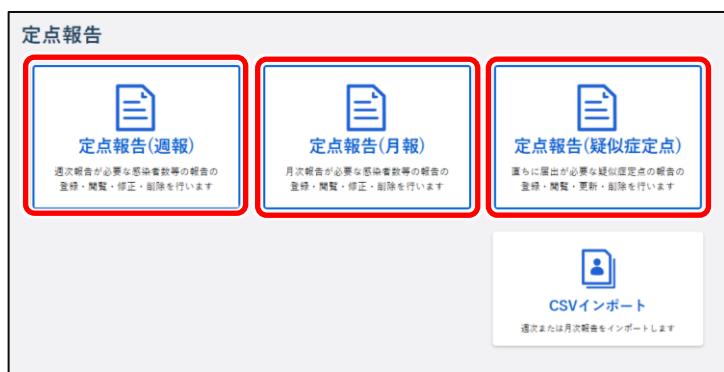 定点報告
定点報告(週報)
週次報告が必要な感染者数等の報告の
登録・閲覧・修正・削除を行います
定点報告(月報)
月次報告が必要な感染者数等の報告の
登録・閲覧・修正・削除を行います
定点報告(疑似症定点)
直ちに届出が必要な疑似症定点の報告の
登録・閲覧・更新・削除を行います
CSVインポート
週次または月次報告をインポートします